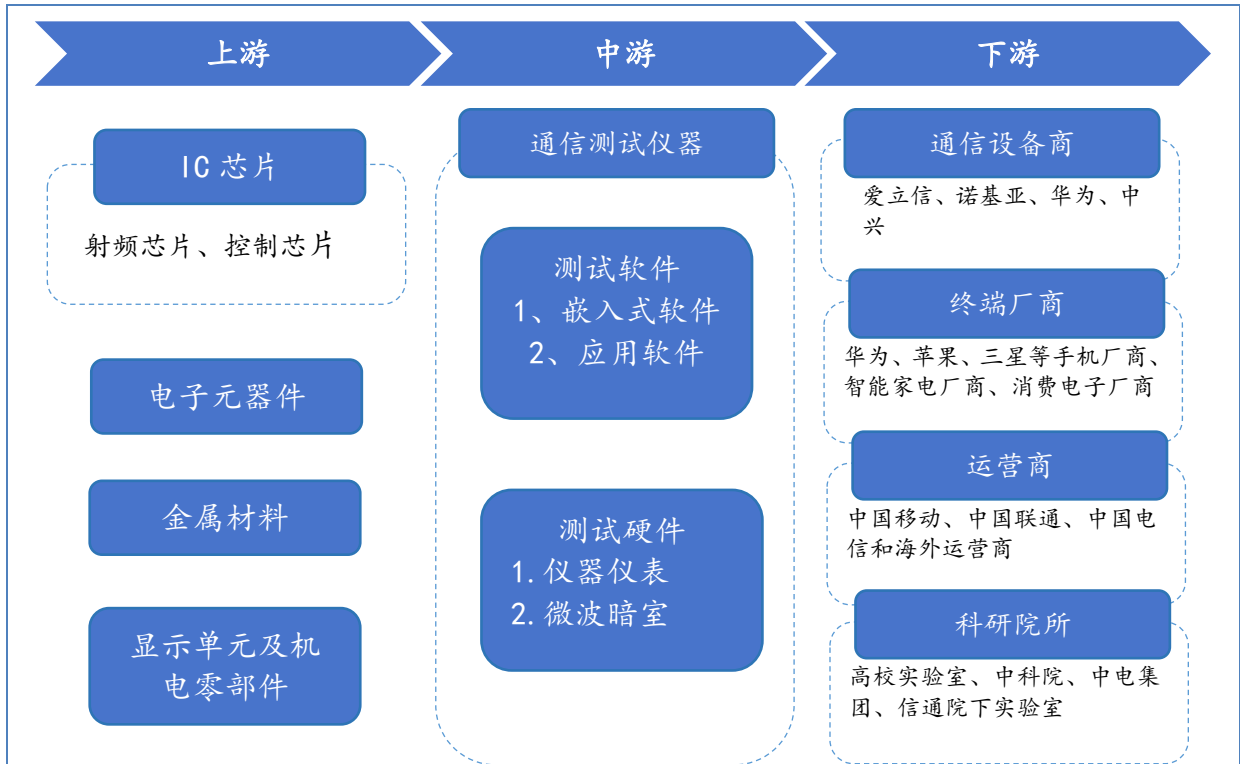 上游
中游
下游
IC芯片
射频芯片、控制芯片
电子元器件
金属材料
显示单元及机
电零部件
通信测试仪器
测试软件
1、嵌入式软件
2、应用软件
测试硬件
1.仪器仪表
2.微波暗室
通信设备商
爱立信、诺基亚、华为、中
兴
终端厂商
华为、苹果、三星等手机厂商、
智能家电厂商、消费电子厂商
运营商
中国移动、中国联通、中国电
信和海外运营商
科研院所
高校实验室、中科院、中电集
团、信通院下实验室